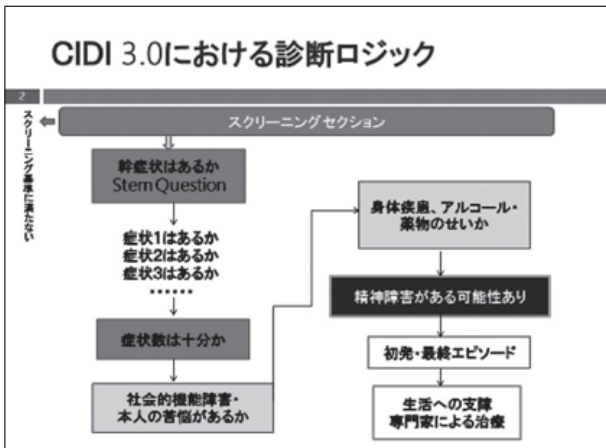 CIDI 3.0における診断ロジック
2
スクリーニングセクション
スクリーニング基準に満たない
幹症状はあるか
Stem Question
症状1はあるか
症状2はあるか
症状3はあるか
……
症状数は十分か
社会的機能障害・
本人の苦悩があるか
身体疾患、アルコール・
薬物のせいか
精神障害がある可能性あり
初発・最終エピソード
生活への支障
専門家による治療